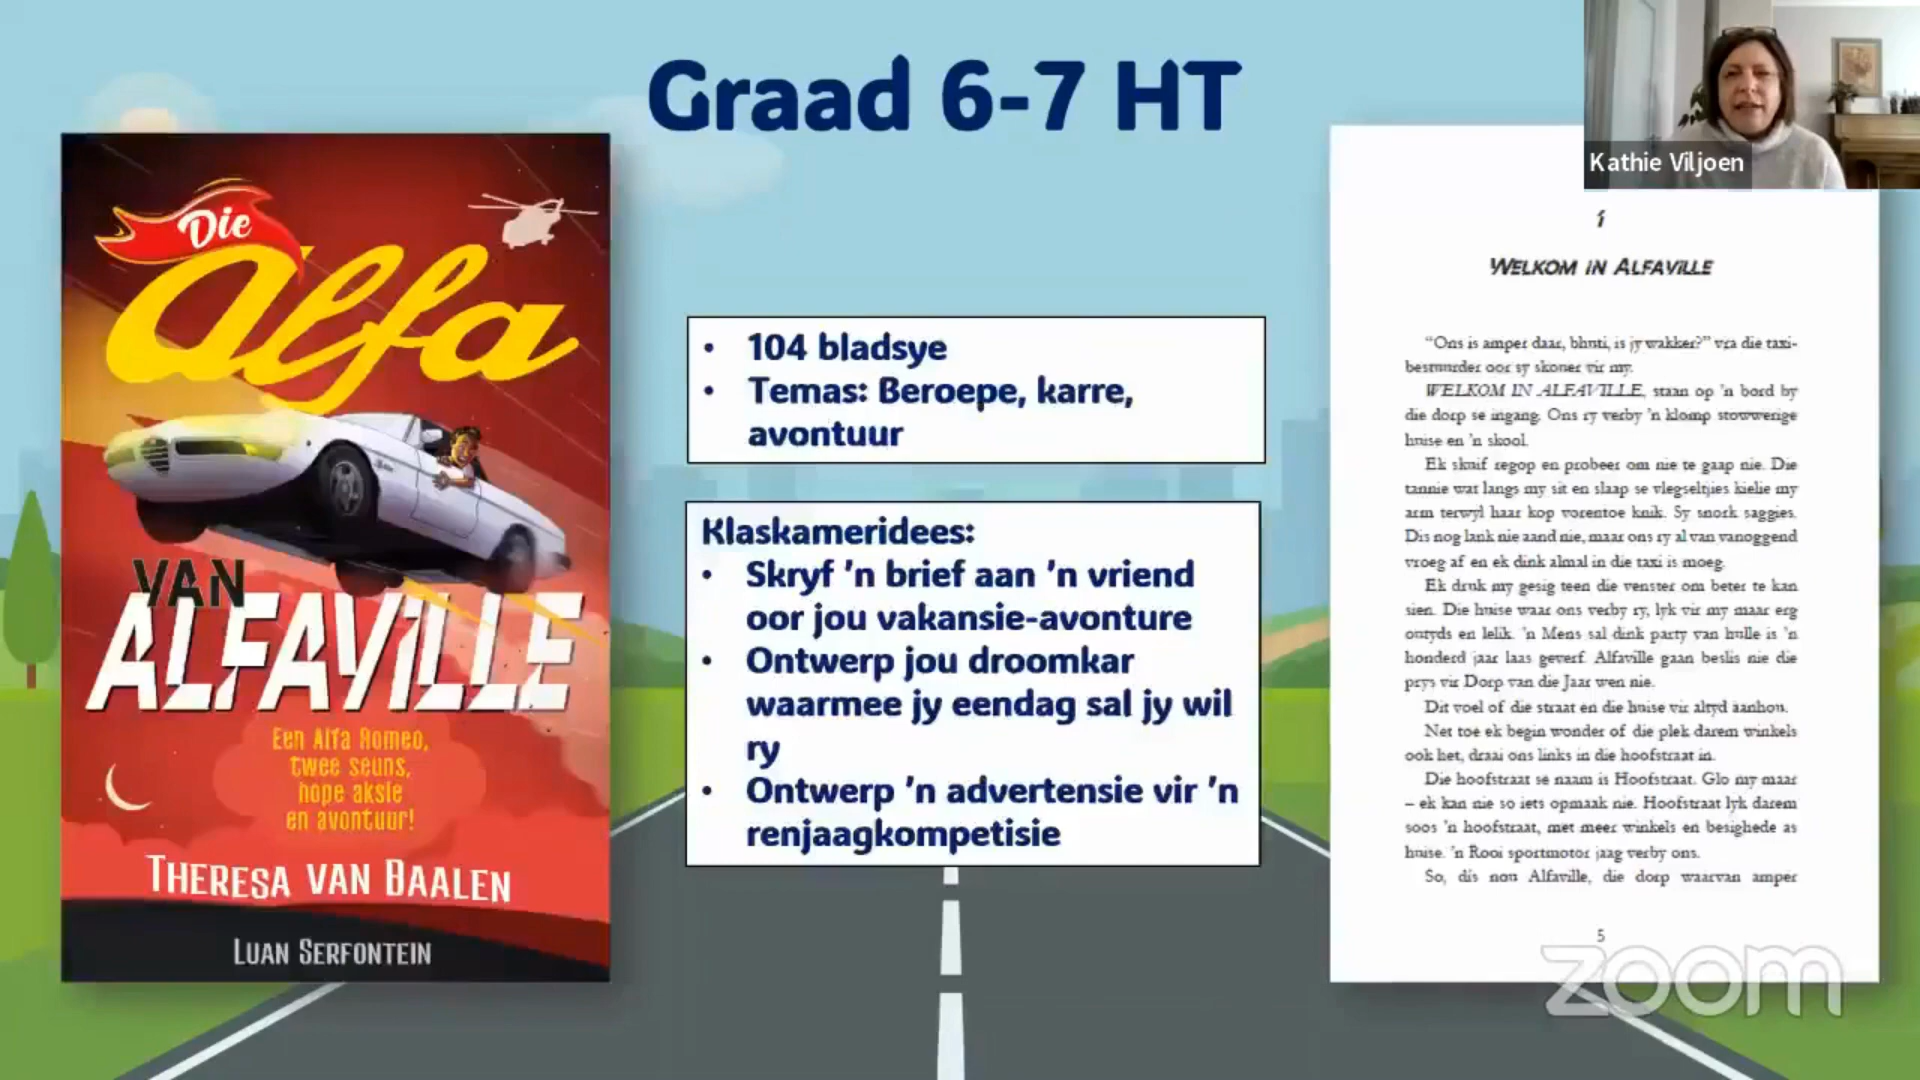 Graad 6-7 HT
Kathie Viljoen
Die
Alfa
VAN
ALFAVILLE
Een Alfa Romeo,
twee seuns,
hope aksie
en avontuur!
THERESA VAN BAALEN
LUAN SERFONTEIN
• 104 bladsye
• Temas: Beroepe, karre,
avontuur
Klaskameridees:
• Skryf ’n brief aan ’n vriend
oor jou vakansie-avonture
• Ontwerp jou droomkar
waarmee jy eendag sal jy wil
ry
• Ontwerp ’n advertensie vir ’n
renjaagkompetisie
1
WELKOM IN ALFAVILLE
“Ons is amper daar, bhuti, is jy wakker?” vra die taxi-
bestuurder oor sy skouer vir my.
WELKOM IN ALFAVILLE, staan op ’n bord by
die dorp se ingang. Ons ry verby ’n klomp stowwerige
huise en ’n skool.
Ek skuif regop en probeer om nie te gaap nie. Die
tannie wat langs my sit en slaap se vlegseltjies kielie my
arm terwyl haar kop vorentoe knik. Sy snork saggies.
Dis nog lank nie aand nie, maar ons ry al van vanoggend
vroeg af en ek dink almal in die taxi is moeg.
Ek druk my gesig teen die venster om beter te kan
sien. Die huise waar ons verby ry, lyk vir my maar erg
outyds en lelik. ’n Mens sal dink party van hulle is ’n
honderd jaar laas geverf. Alfaville gaan beslis nie die
prys vir Dorp van die Jaar wen nie.
Dit voel of die straat en die huise vir altyd aanhou.
Net toe ek begin wonder of die plek darem winkels
ook het, draai ons links in die hoofstraat in.
Die hoofstraat se naam is Hoofstraat. Glo my maar
– ek kan nie so iets opmaak nie. Hoofstraat lyk darem
soos ’n hoofstraat, met meer winkels en besighede as
huise. ’n Rooi sportmotor jaag verby ons.
So, dis nou Alfaville, die dorp waarvan amper
5
zoom